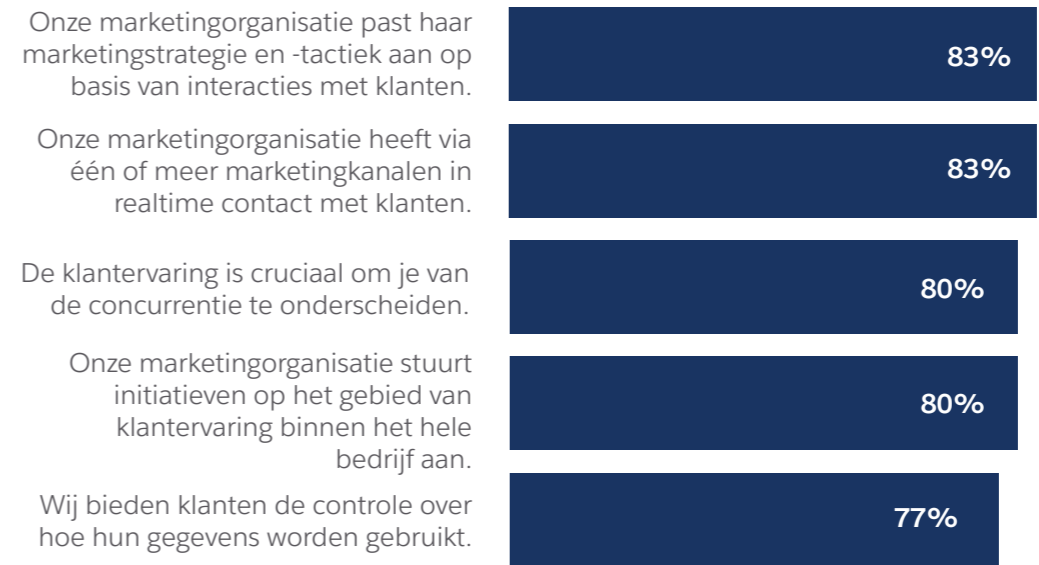 Onze marketingorganisatie past haar
marketingstrategie en -tactiek aan op
basis van interacties met klanten.
83%
Onze marketingorganisatie heeft via
één of meer marketingkanalen in
realtime contact met klanten.
83%
De klantervaring is cruciaal om je van
de concurrentie te onderscheiden.
80%
Onze marketingorganisatie stuurt
initiatieven op het gebied van
klantervaring binnen het hele
bedrijf aan.
80%
Wij bieden klanten de controle over
hoe hun gegevens worden gebruikt.
77%